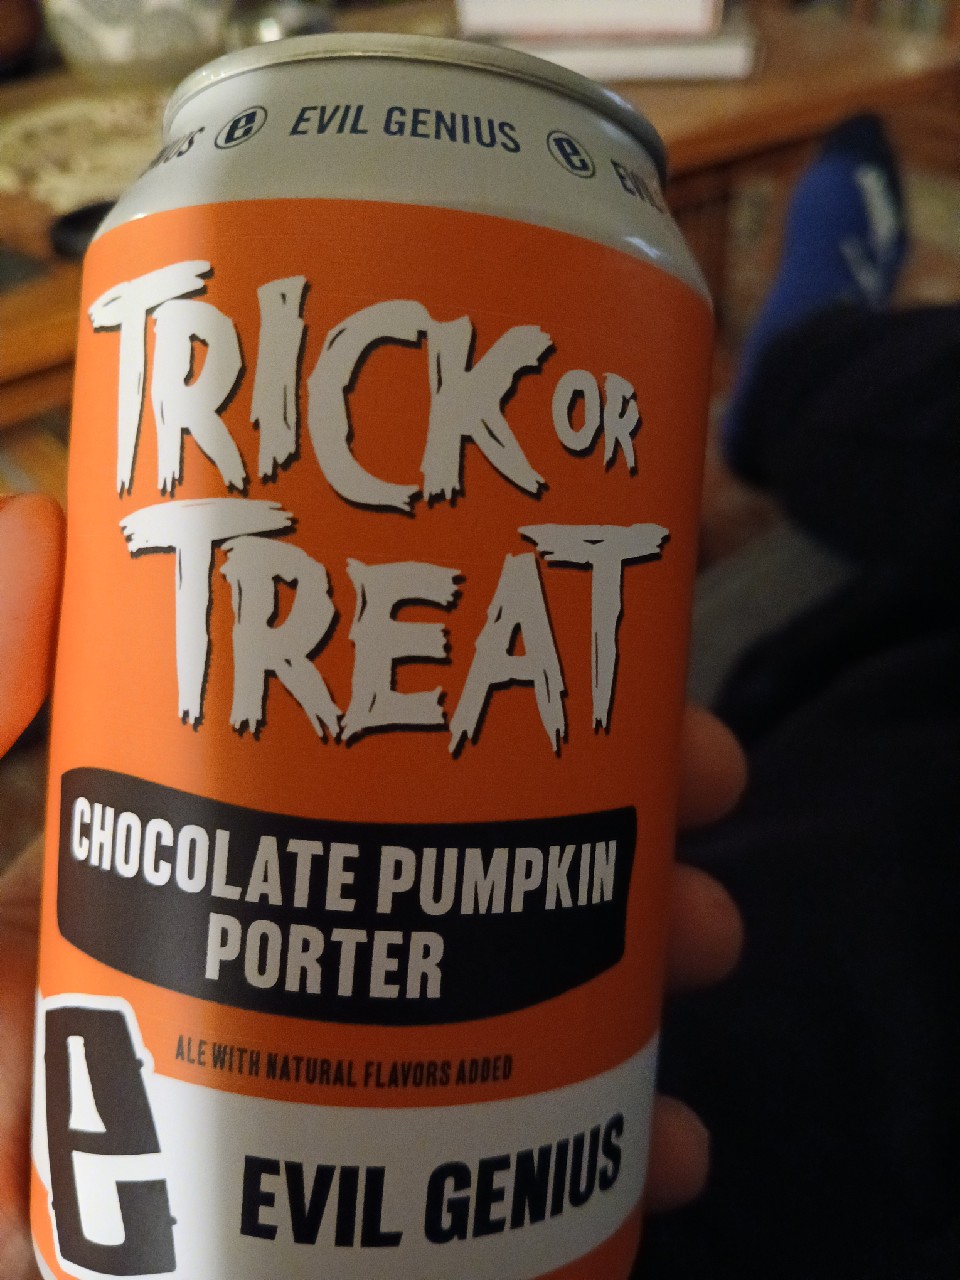 e EVIL GENIUS e
TRICK OR
TREAT
CHOCOLATE PUMPKIN
PORTER
ALE WITH NATURAL FLAVORS ADDED
e
EVIL GENIUS